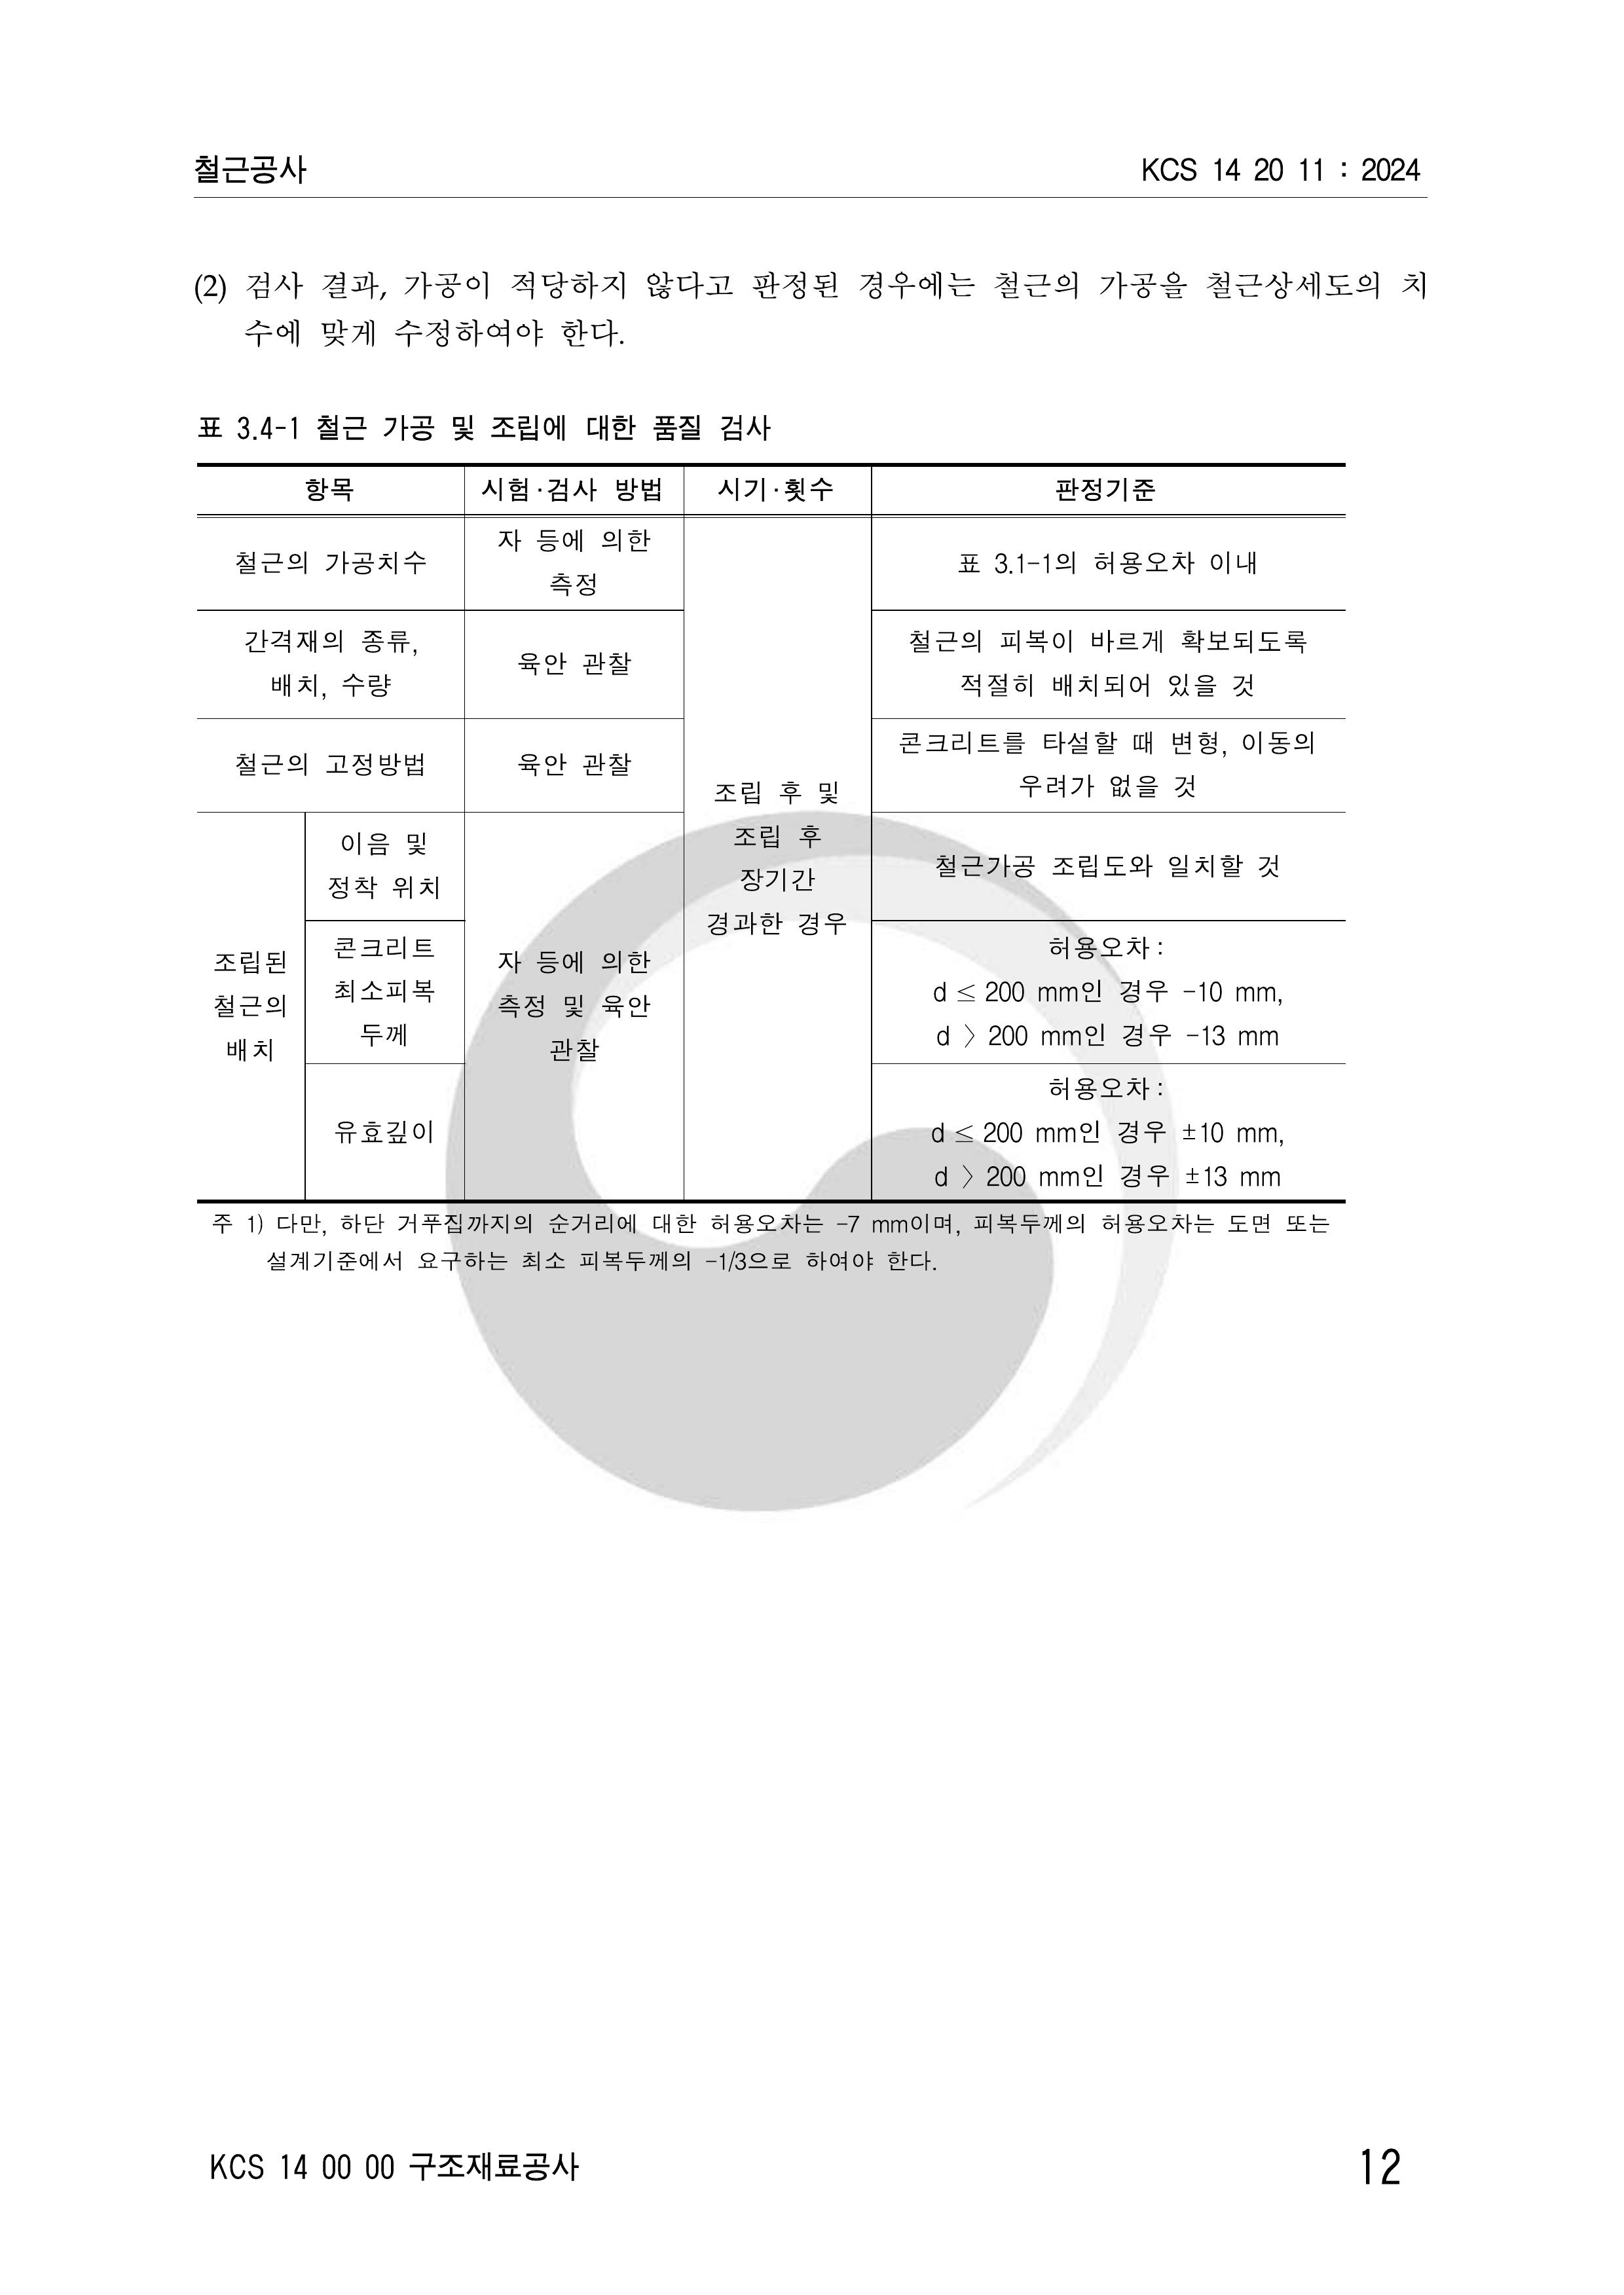 철근공사
KCS 14 20 11 : 2024
(2) 검사 결과, 가공이 적당하지 않다고 판정된 경우에는 철근의 가공을 철근상세도의 치
수에 맞게 수정하여야 한다.
표 3.4-1 철근 가공 및 조립에 대한 품질 검사
항목
시험·검사 방법
시기·횟수
판정기준
철근의 가공치수
자 등에 의한
측정
표 3.1-1의 허용오차 이내
간격재의 종류,
배치, 수량
육안 관찰
철근의 피복이 바르게 확보되도록
적절히 배치되어 있을 것
철근의 고정방법
육안 관찰
콘크리트를 타설할 때 변형, 이동의
우려가 없을 것
조립 후 및
조립 후
장기간
경과한 경우
조립된
철근의
배치
이음 및
정착 위치
자 등에 의한
측정 및 육안
관찰
철근가공 조립도와 일치할 것
콘크리트
최소피복
두께
허용오차 :
d ≤ 200 mm인 경우 -10 mm,
d > 200 mm인 경우 -13 mm
유효깊이
허용오차 :
d ≤ 200 mm인 경우 ±10 mm,
d > 200 mm인 경우 ±13 mm
주 1) 다만, 하단 거푸집까지의 순거리에 대한 허용오차는 -7 mm이며, 피복두께의 허용오차는 도면 또는
설계기준에서 요구하는 최소 피복두께의 -1/3으로 하여야 한다.
KCS 14 00 00 구조재료공사
12